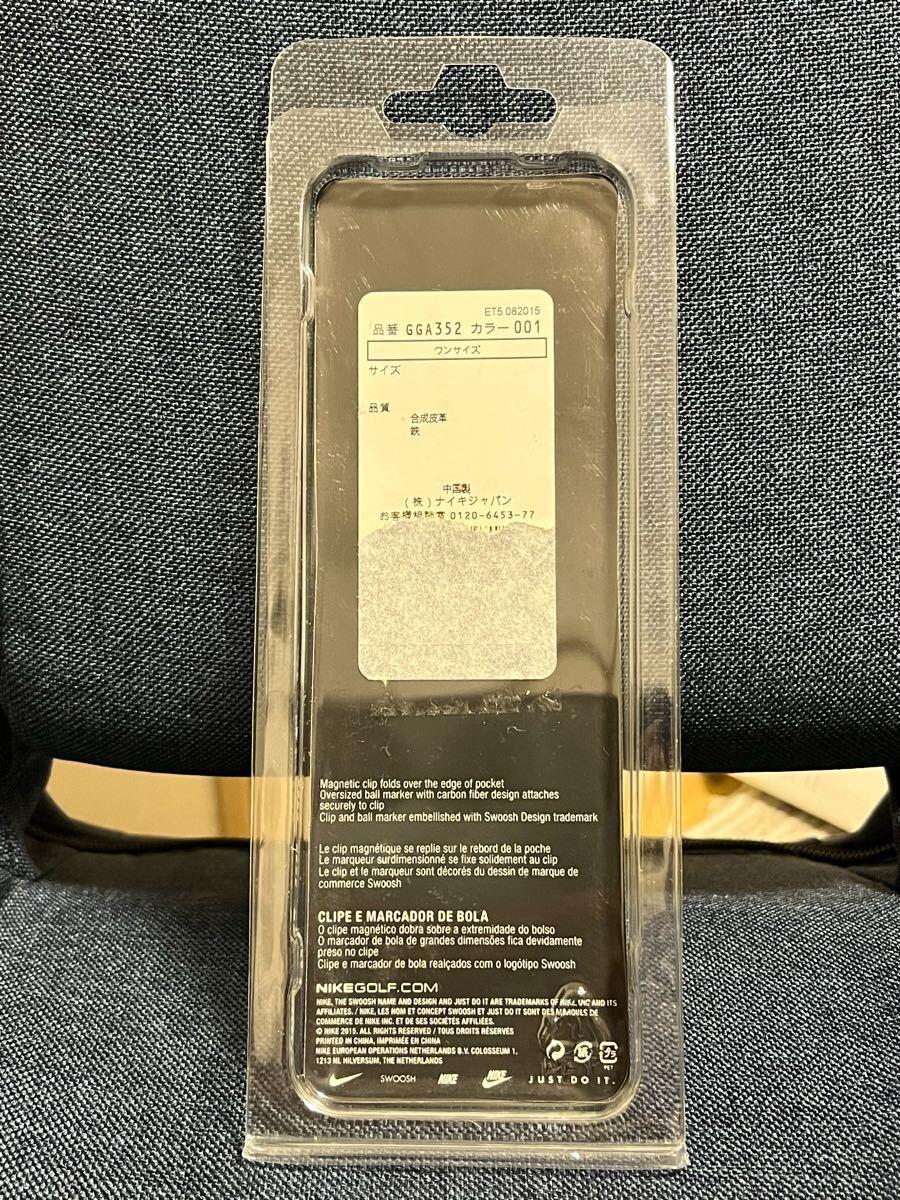 ET5 082015
品番 GGA352 カラー 001
ワンサイズ
サイズ
品質
合成皮革
鉄
中国製
(株)ナイキジャパン
お客様相談室 0120-6453-77
Magnetic clip folds over the edge of pocket
Oversized ball marker with carbon fiber design attaches
securely to clip
Clip and ball marker embellished with Swoosh Design trademark
Le clip magnétique se replie sur le rebord de la poche
Le marqueur surdimensionné se fixe solidement au clip
Le clip et le marqueur sont décorés du dessin de marque de
commerce Swoosh
CLIPE E MARCADOR DE BOLA
O clipe magnético dobra sobre a extremidade do bolso
O marcador de bola de grandes dimensões fica devidamente
preso no clipe
Clipe e marcador de bola realçados com o logótipo Swoosh
NIKEGOLF.COM
NIKE, THE SWOOSH NAME AND DESIGN AND JUST DO IT ARE TRADEMARKS OF NIKE, INC AND ITS
AFFILIATES. / NIKE, LES NOM ET CONCEPT SWOOSH ET JUST DO IT SONT DES MARQUES DE
COMMERCE DE NIKE INC. ET DE SES SOCIÉTÉS AFFILIÉES.
© NIKE 2015. ALL RIGHTS RESERVED / TOUS DROITS RÉSERVÉS
PRINTED IN CHINA, IMPRIMÉE EN CHINA
NIKE EUROPEAN OPERATIONS NETHERLANDS B.V. COLOSSEUM 1,
1213 NL HILVERSUM, THE NETHERLANDS
紙 プラ
PET
SWOOSH NIKE NIKE JUST DO IT.